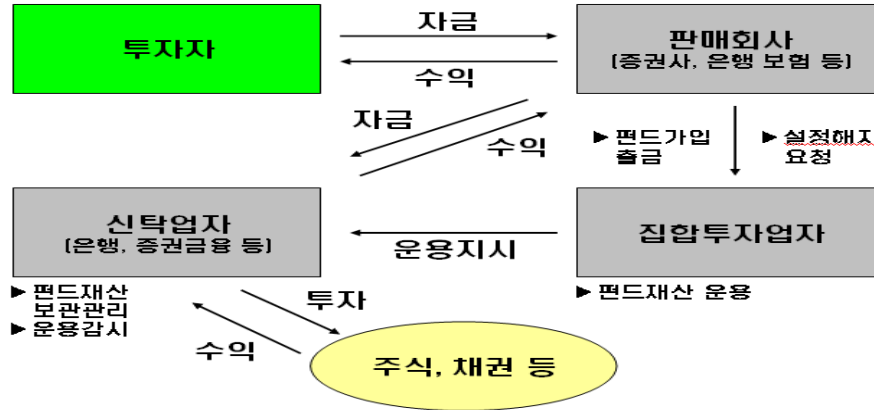 투자자
자금
수익
판매회사
(증권사, 은행 보험 등)
자금
수익
▶ 펀드가입
출금
▶ 설정해지
요청
신탁업자
(은행, 증권금융 등)
운용지시
집합투자업자
▶ 펀드재산
보관관리
▶ 운용감시
▶ 펀드재산 운용
투자
수익
주식, 채권 등